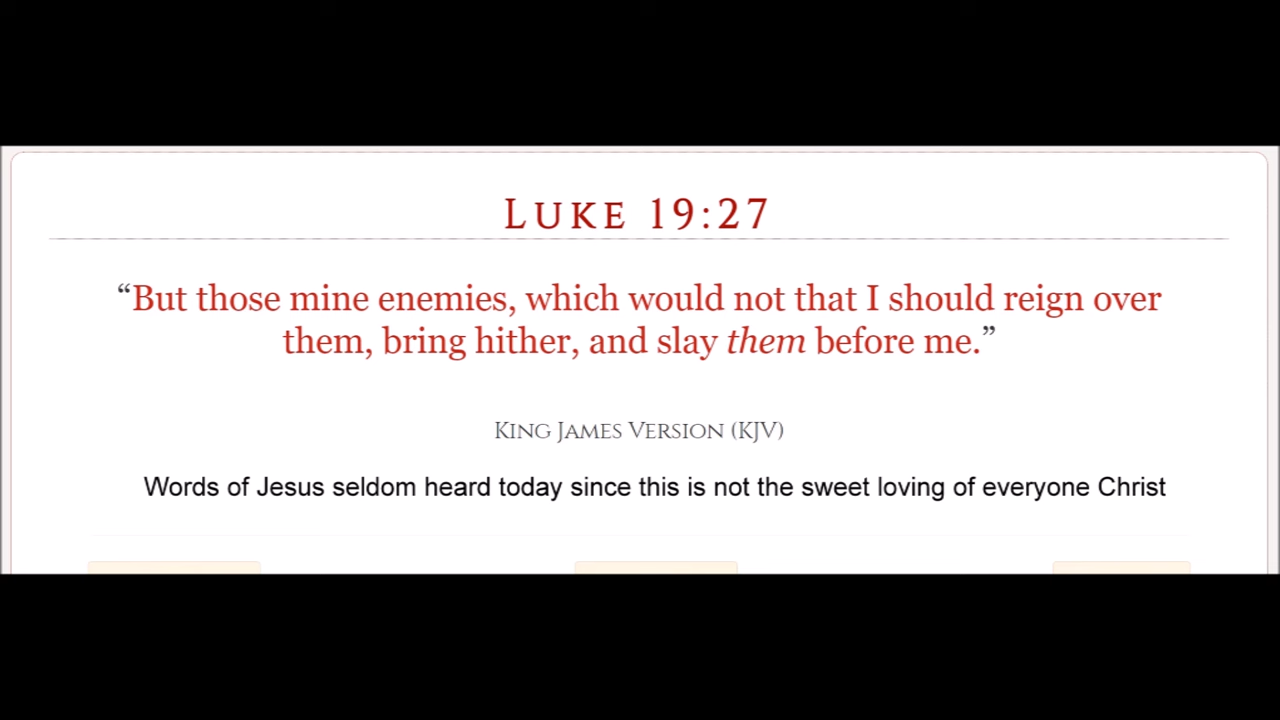 LUKE 19:27
“But those mine enemies, which would not that I should reign over
them, bring hither, and slay them before me.”
KING JAMES VERSION (KJV)
Words of Jesus seldom heard today since this is not the sweet loving of everyone Christ